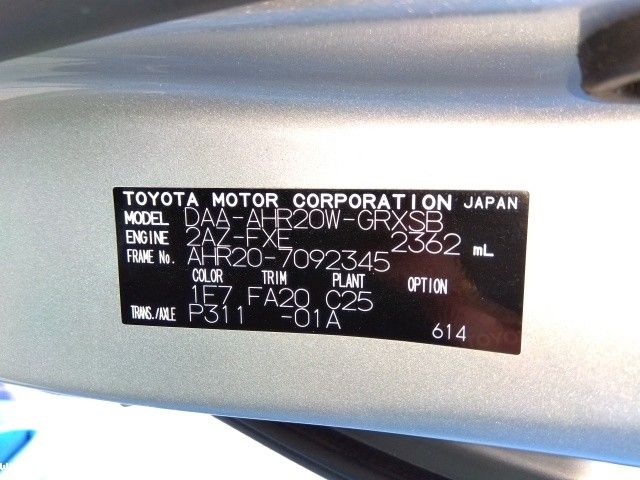 TOYOTA MOTOR CORPORATION JAPAN
MODEL DAA-AHR20W-GRXSB
ENGINE 2AZ-FXE 2362 mL
FRAME No. AHR20-7092345
COLOR TRIM PLANT OPTION
1F7 FA20 C25
TRANS./AXLE P311 -01A
614